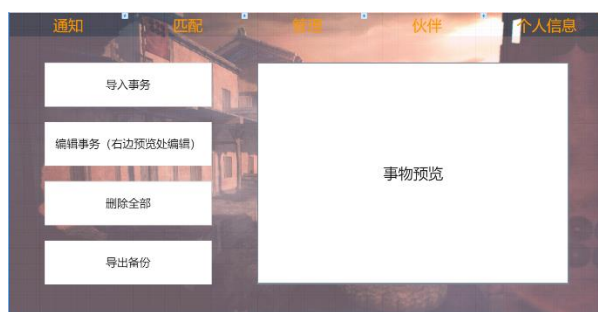 通知 匹配 管理 伙伴 个人信息
导入事务
编辑事务（右边预览处编辑）
事物预览
删除全部
导出备份